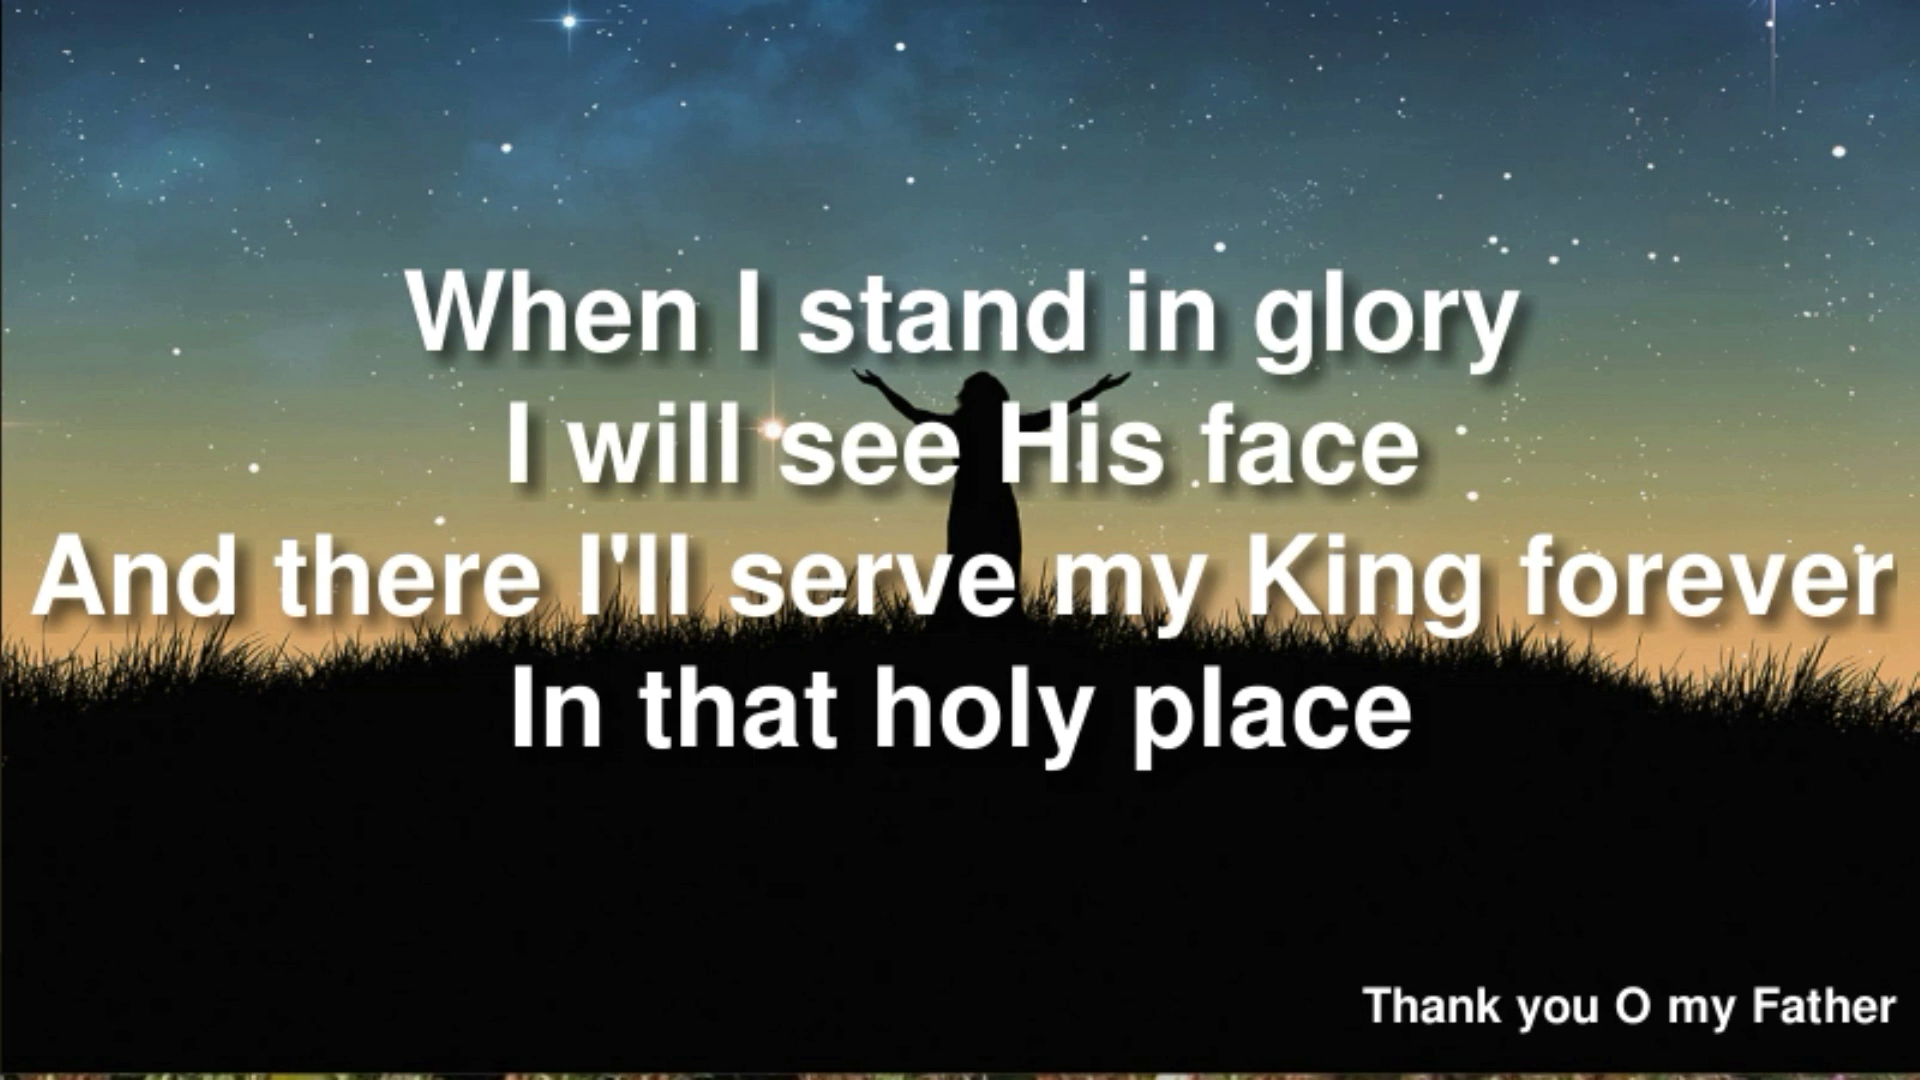 When I stand in glory
I will see His face
And there I'll serve my King forever
In that holy place
Thank you O my Father